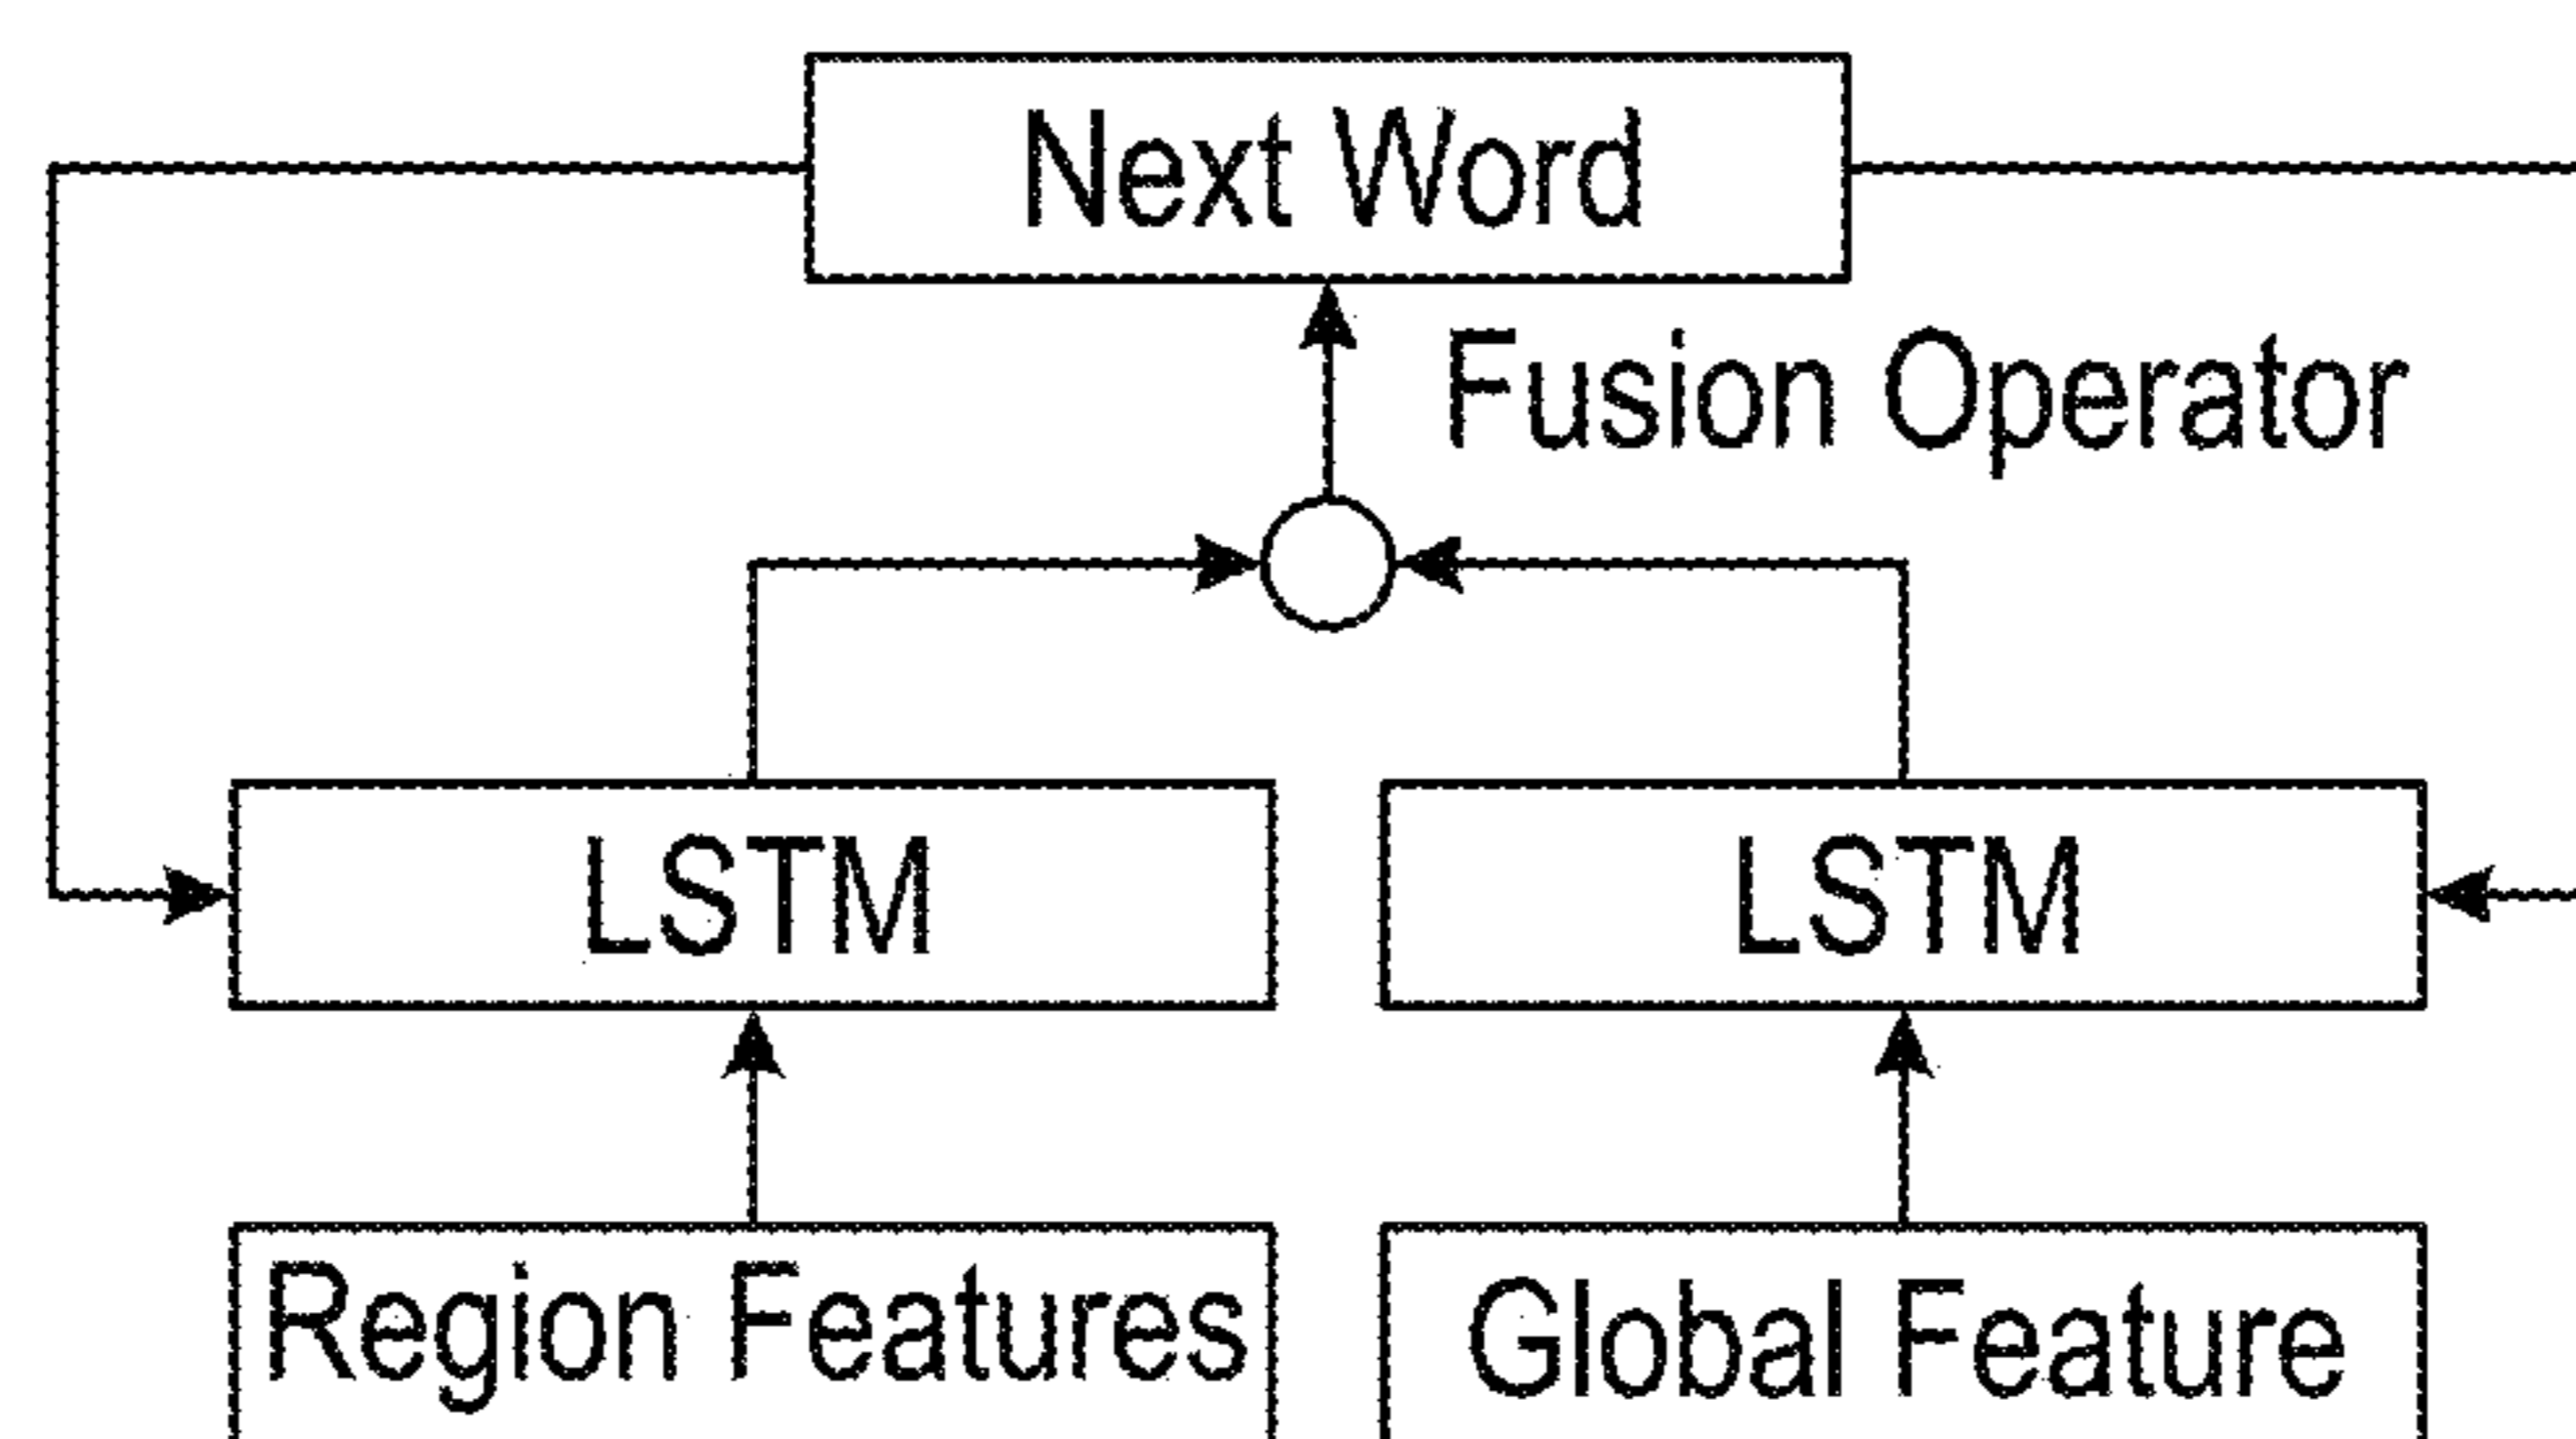 Next Word
Fusion Operator
LSTM
LSTM
Region Features
Global Feature